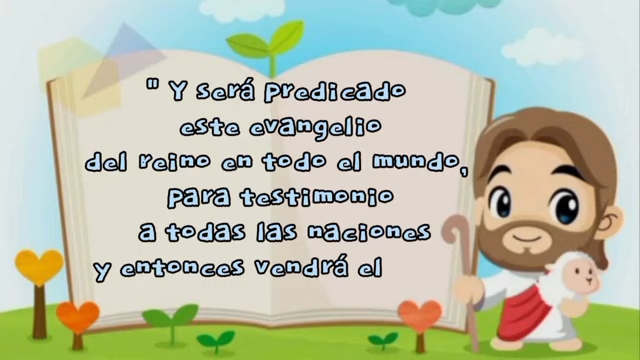 " Y será predicado
este evangelio
del reino en todo el mundo,
para testimonio
a todas las naciones
y entonces vendrá el